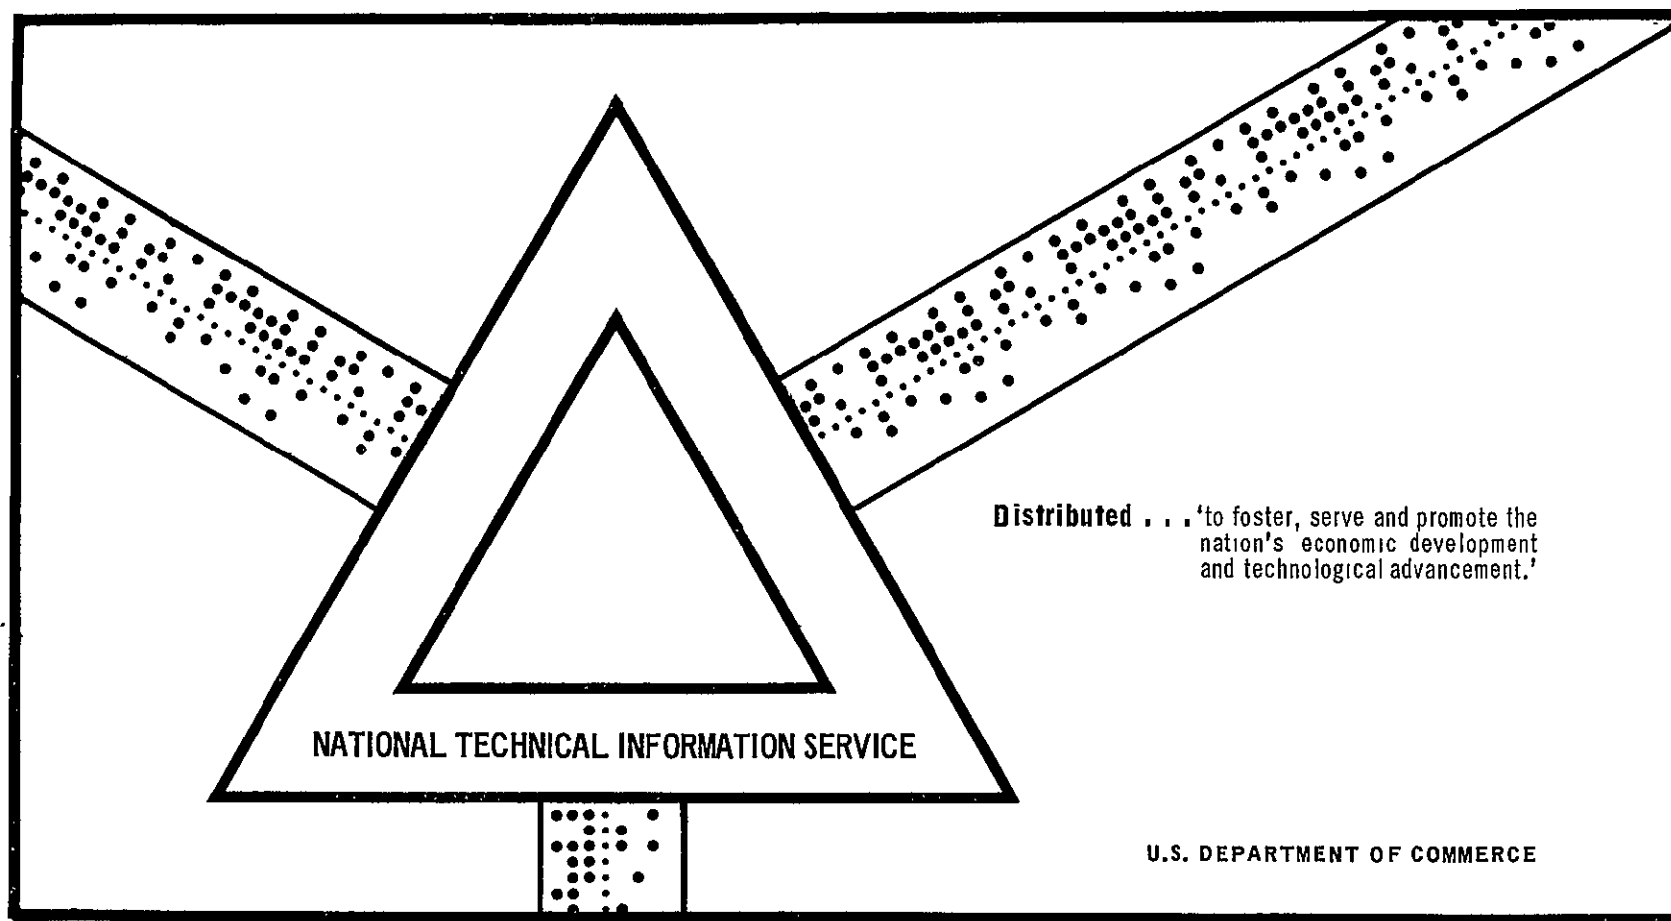 Distributed . . . 'to foster, serve and promote the
nation's economic development
and technological advancement.'
NATIONAL TECHNICAL INFORMATION SERVICE
U.S. DEPARTMENT OF COMMERCE